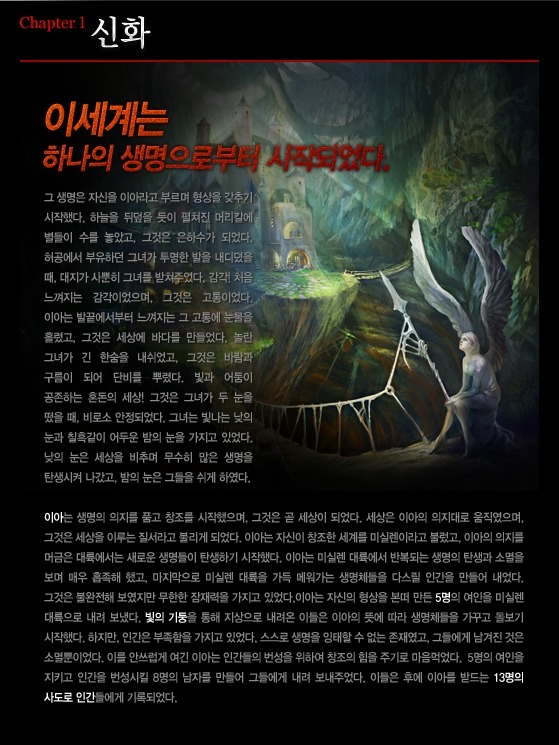 Chapter 1 신화
이세계는
하나의 생명으로부터 시작되었다.
그 생명은 자신을 이아라고 부르며 형상을 갖추기
시작했다. 하늘을 뒤덮을 듯이 펼쳐진 머리칼에
별들이 수를 놓았고, 그것은 은하수가 되었다.
허공에서 부유하던 그녀가 투명한 발을 내디뎠을
때, 대지가 사뿐히 그녀를 받쳐주었다. 감각! 처음
느껴지는 감각이었으며, 그것은 고통이었다.
이아는 발끝에서부터 느껴지는 그 고통에 눈물을
흘렸고, 그것은 세상에 바다를 만들었다. 놀란
그녀가 긴 한숨을 내쉬었고, 그것은 바람과
구름이 되어 단비를 뿌렸다. 빛과 어둠이
공존하는 혼돈의 세상! 그것은 그녀가 두 눈을
떴을 때, 비로소 안정되었다. 그녀는 빛나는 낮의
눈과 칠흑같이 어두운 밤의 눈을 가지고 있었다.
낮의 눈은 세상을 비추며 무수히 많은 생명을
탄생시켜 나갔고, 밤의 눈은 그들을 쉬게 하였다.
이아는 생명의 의지를 품고 창조를 시작했으며, 그것은 곧 세상이 되었다. 세상은 이아의 의지대로 움직였으며,
그것은 세상을 이루는 질서라고 불리게 되었다. 이아는 자신이 창조한 세계를 미실렌이라고 불렀고, 이아의 의지를
머금은 대륙에서는 새로운 생명들이 탄생하기 시작했다. 이아는 미실렌 대륙에서 반복되는 생명의 탄생과 소멸을
보며 매우 흡족해 했고, 마지막으로 미실렌 대륙을 가득 메워가는 생명체들을 다스릴 인간을 만들어 내었다.
그것은 불완전해 보였지만 무한한 잠재력을 가지고 있었다.이아는 자신의 형상을 본떠 만든 5명의 여인을 미실렌
대륙으로 내려 보냈다. 빛의 기둥을 통해 지상으로 내려온 이들은 이아의 뜻에 따라 생명체들을 가꾸고 돌보기
시작했다. 하지만, 인간은 부족함을 가지고 있었다. 스스로 생명을 잉태할 수 없는 존재였고, 그들에게 남겨진 것은
소멸뿐이었다. 이를 안쓰럽게 여긴 이아는 인간들의 번성을 위하여 창조의 힘을 주기로 마음먹었다. 5명의 여인을
지키고 인간을 번성시킬 8명의 남자를 만들어 그들에게 내려 보내주었다. 이들은 후에 이아를 받드는 13명의
사도로 인간들에게 기록되었다.